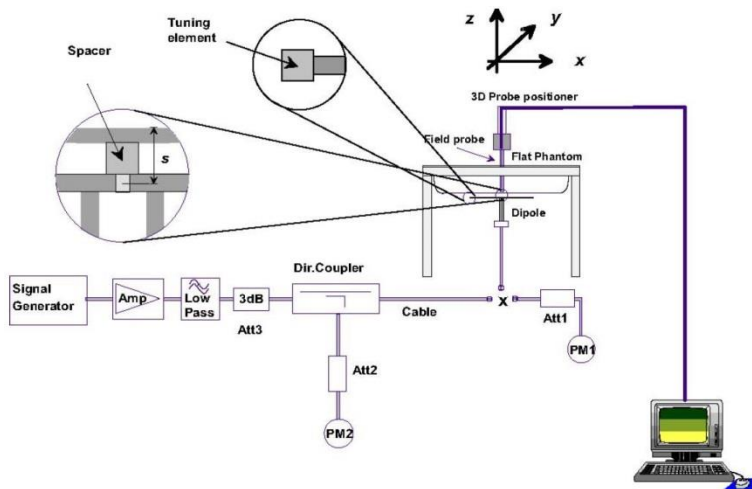 Tuning
element
Spacer
s
z
y
x
3D Probe positioner
Field probe
Flat Phantom
Dipole
Dir.Coupler
Signal
Generator
Amp
Low
Pass
3dB
Att3
Cable
x
Att1
PM1
Att2
PM2